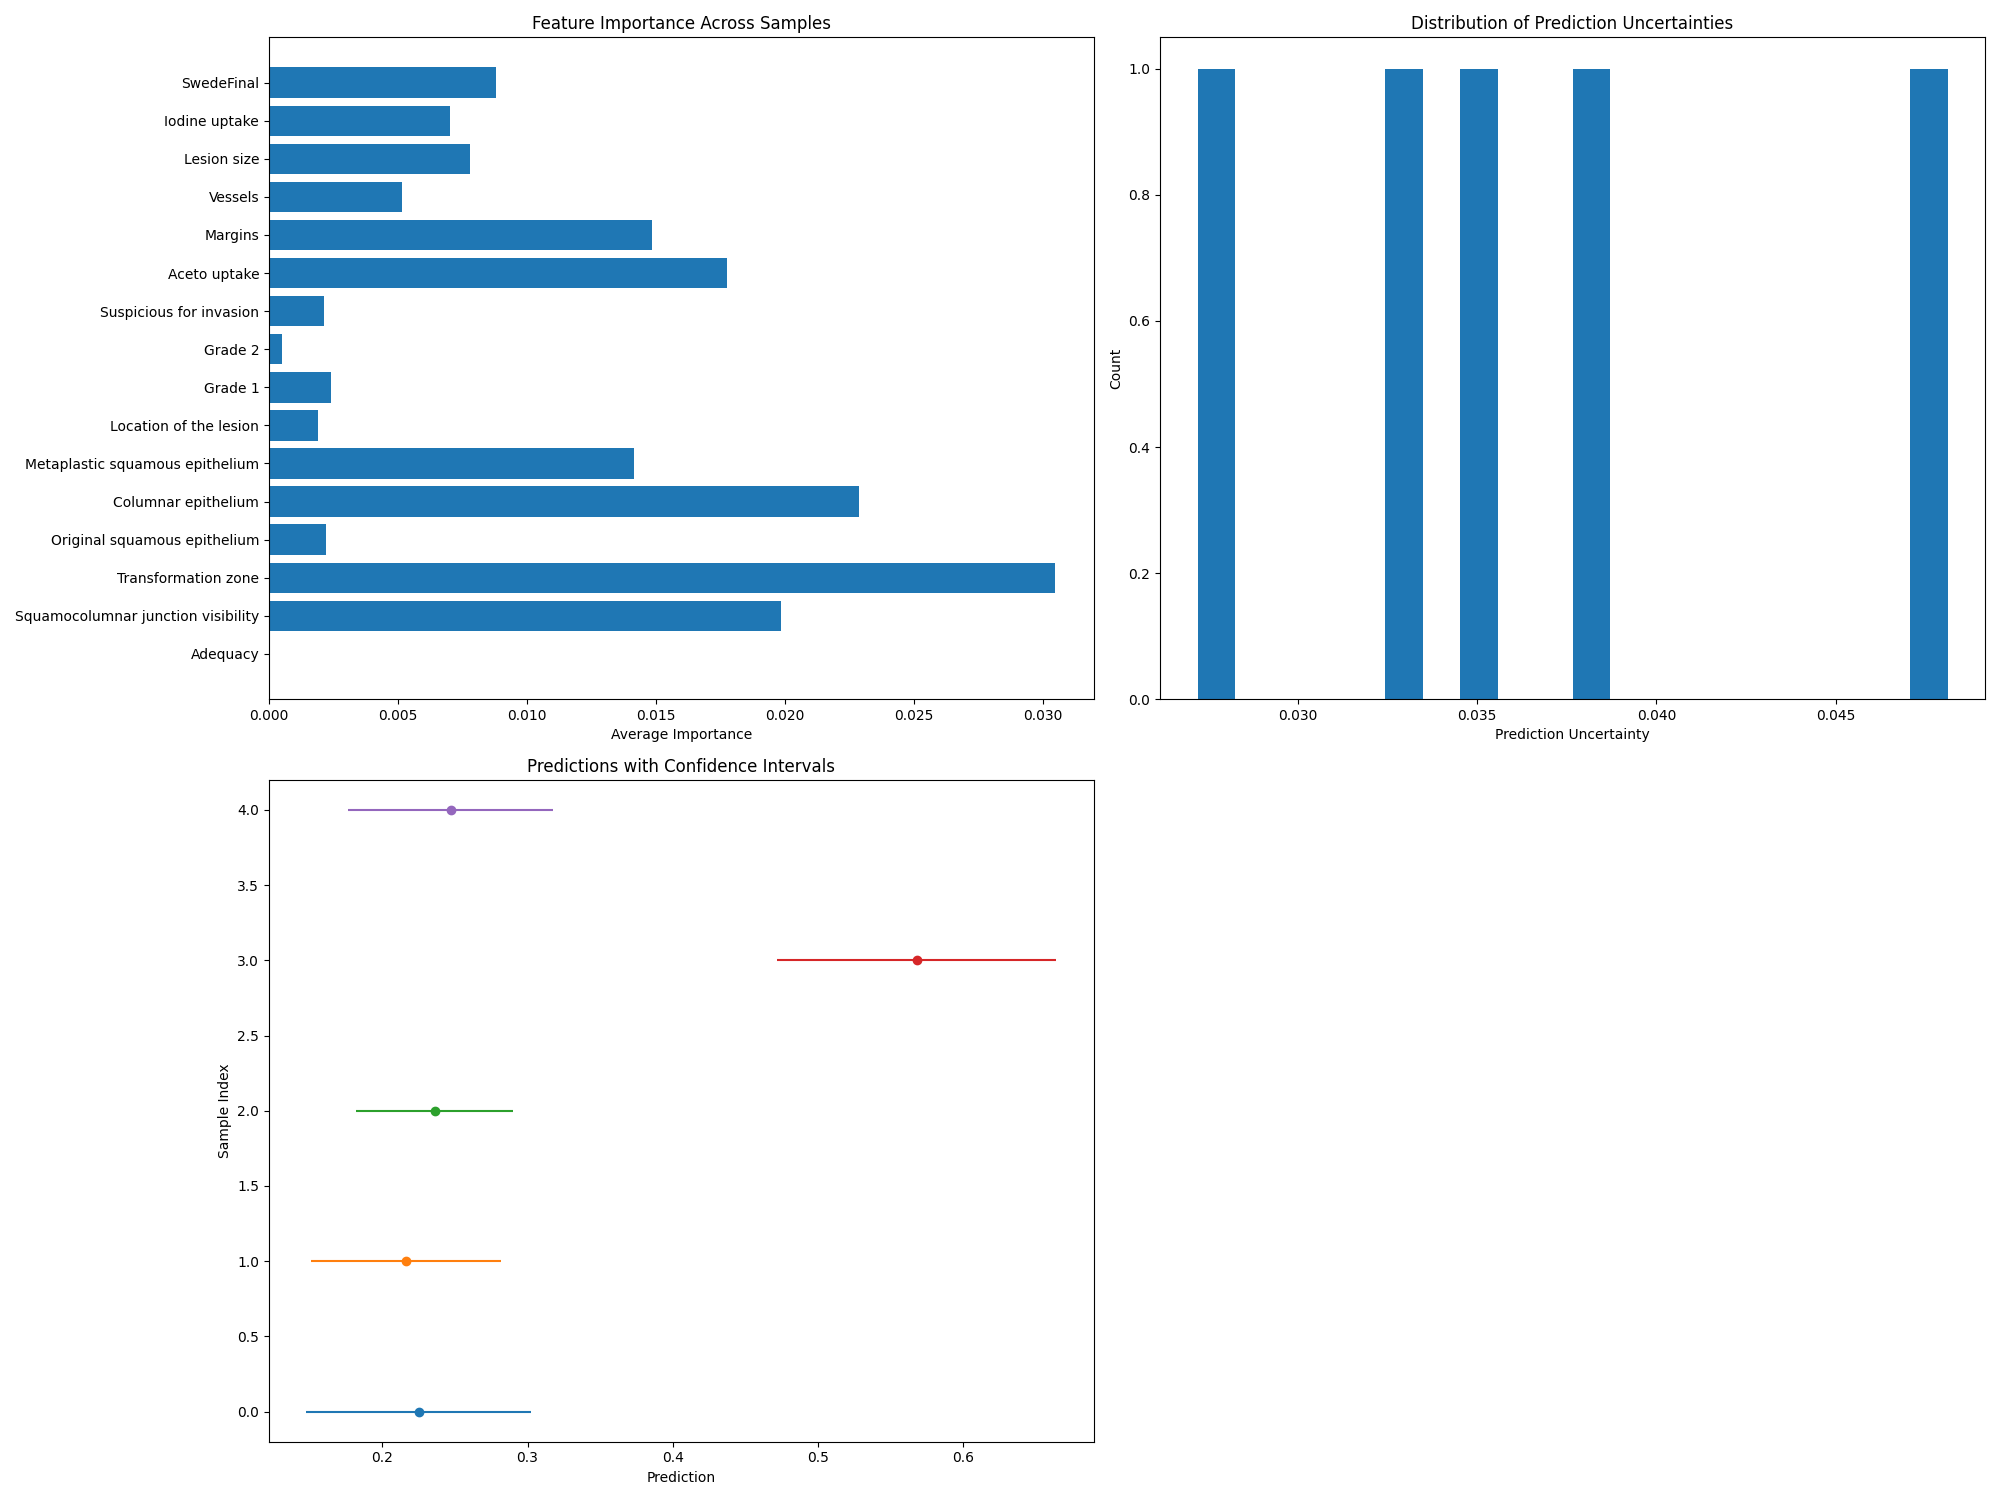 Feature Importance Across Samples
SwedeFinal
Iodine uptake
Lesion size
Vessels
Margins
Aceto uptake
Suspicious for invasion
Grade 2
Grade 1
Location of the lesion
Metaplastic squamous epithelium
Columnar epithelium
Original squamous epithelium
Transformation zone
Squamocolumnar junction visibility
Adequacy
0.000 0.005 0.010 0.015 0.020 0.025 0.030
Average Importance
Distribution of Prediction Uncertainties
1.0
0.8
0.6
0.4
0.2
0.0
Count
0.030 0.035 0.040 0.045
Prediction Uncertainty
Predictions with Confidence Intervals
4.0
3.5
3.0
2.5
2.0
1.5
1.0
0.5
0.0
Sample Index
0.2 0.3 0.4 0.5 0.6
Prediction